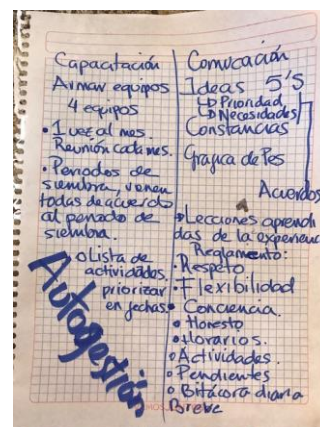 Capacitación
Armar equipos
4 equipos
• 1 vez al mes.
Reunión cada mes.
• Periodos de
siembra, vienen
todas de acuerdo
al periodo de
siembra.
o Lista de
actividades,
priorizar
en fechas
Autogestión
Comucación
Ideas 5'S
↳ Prioridad
↳ Necesidades
Constancias
Grafica de Pes
Acuerdos
Lecciones aprendi
das de la experienc
Reglamento:
• Respeto
• Flexibilidad
• Conciencia.
• Honesto
• Horarios.
• Actividades.
• Pendientes
• Bitácora diaria
Breve